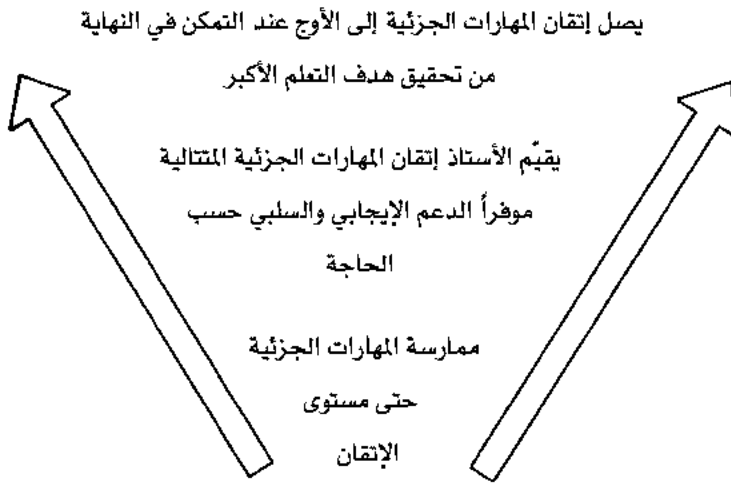 يصل إتقان المهارات الجزئية إلى الأوج عند التمكن في النهاية
من تحقيق هدف التعلم الأكبر
يقيّم الأستاذ إتقان المهارات الجزئية المتتالية
موفراً الدعم الإيجابي والسلبي حسب
الحاجة
ممارسة المهارات الجزئية
حتى مستوى
الإتقان